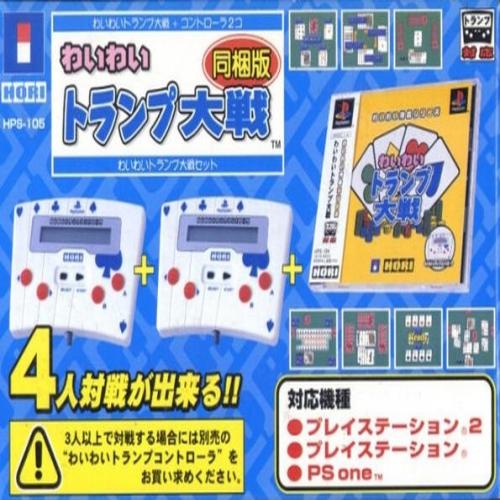 わいわいトランプ大戦 + コントローラ2コ
わいわい
同梱版
トランプ大戦™
わいわいトランプ大戦セット
HORI
HPS-105
トランプ
対応
わいわい
トランプ
大戦
HORI
HORI
HORI
+
+
4人対戦が出来る!!
3人以上で対戦する場合には別売の
"わいわいトランプコントローラ"を
お買い求めください。
対応機種
●プレイステーション®2
●プレイステーション®
●PS one™